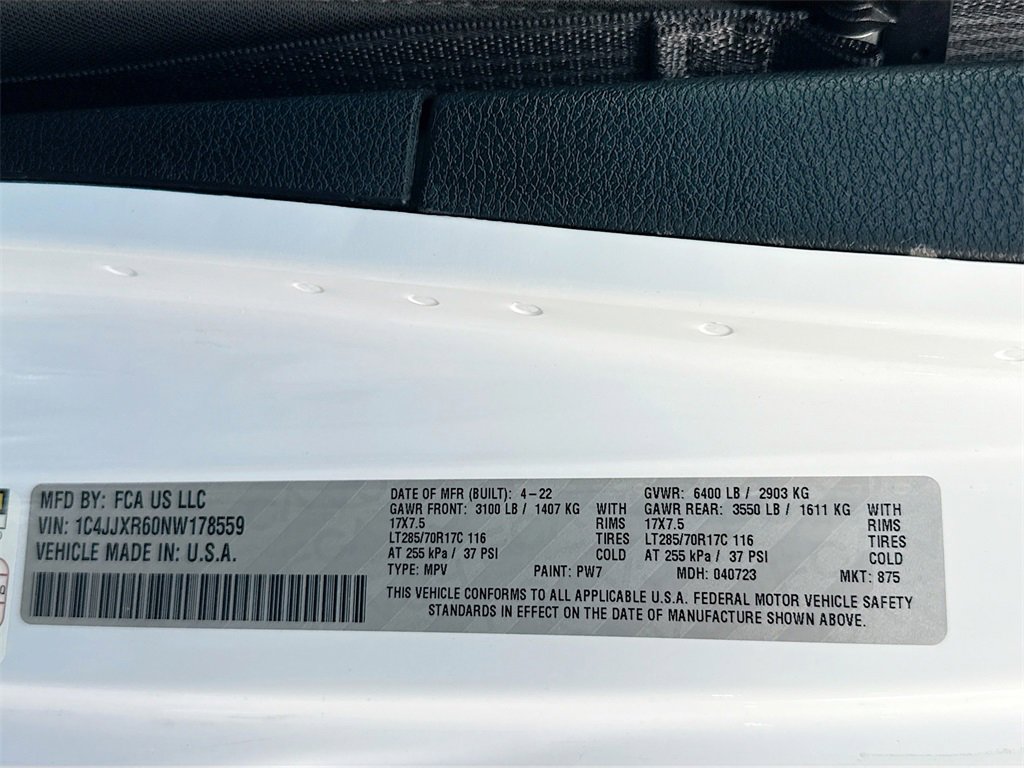 MFD BY: FCA US LLC
VIN: 1C4JJXR60NW178559
VEHICLE MADE IN: U.S.A.
DATE OF MFR (BUILT): 4-22 GVWR: 6400 LB / 2903 KG
GAWR FRONT: 3100 LB / 1407 KG WITH GAWR REAR: 3550 LB / 1611 KG WITH
17X7.5 RIMS 17X7.5 RIMS
LT285/70R17C 116 TIRES LT285/70R17C 116 TIRES
AT 255 kPa / 37 PSI COLD AT 255 kPa / 37 PSI COLD
TYPE: MPV PAINT: PW7 MDH: 040723 MKT: 875
THIS VEHICLE CONFORMS TO ALL APPLICABLE U.S.A. FEDERAL MOTOR VEHICLE SAFETY
STANDARDS IN EFFECT ON THE DATE OF MANUFACTURE SHOWN ABOVE.